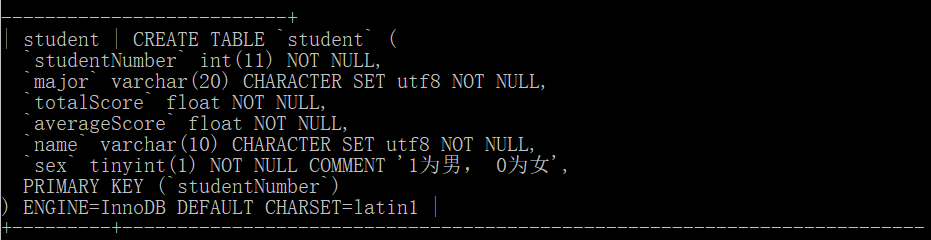 --------------------------+
| student | CREATE TABLE `student` (
`studentNumber` int(11) NOT NULL,
`major` varchar(20) CHARACTER SET utf8 NOT NULL,
`totalScore` float NOT NULL,
`averageScore` float NOT NULL,
`name` varchar(10) CHARACTER SET utf8 NOT NULL,
`sex` tinyint(1) NOT NULL COMMENT '1为男， 0为女',
PRIMARY KEY (`studentNumber`)
) ENGINE=InnoDB DEFAULT CHARSET=latin1 |
+---------+--------------------------------------------------------------------------